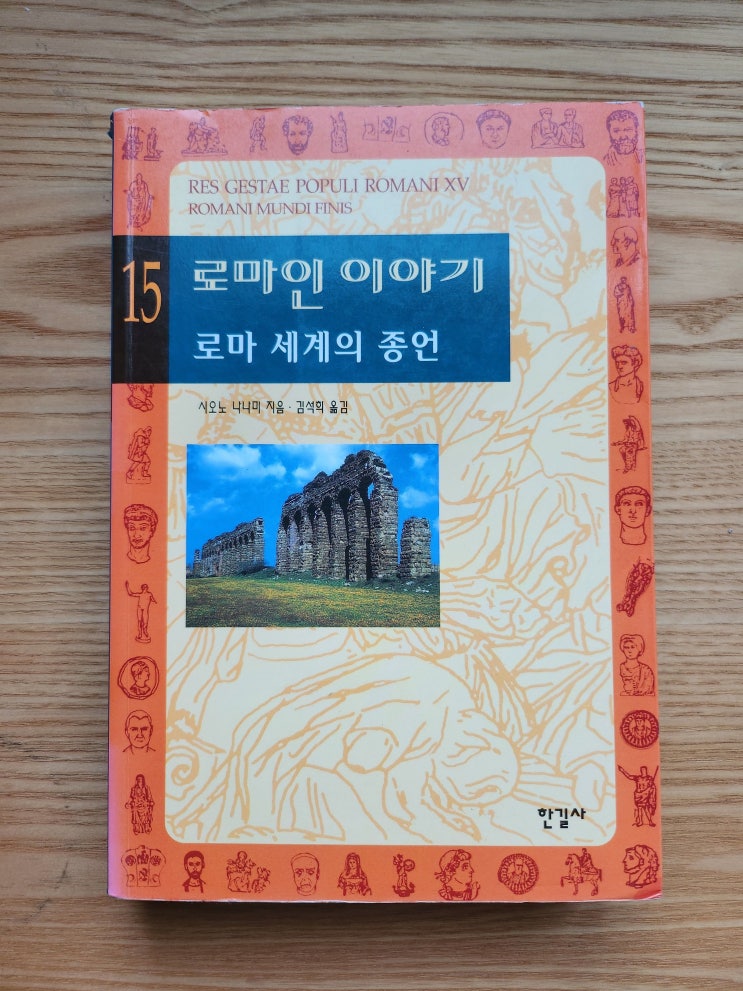 RES GESTAE POPULI ROMANI XV
ROMANI MUNDI FINIS
15
로마인 이야기
로마 세계의 종언
시오노 나나미 지음 · 김석희 옮김
한길사